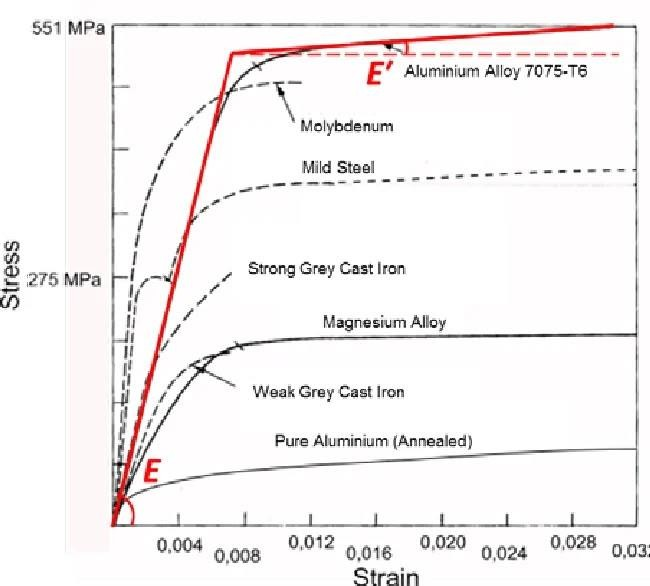 551 MPa
E'
Aluminium Alloy 7075-T6
Molybdenum
Mild Steel
Stress
275 MPa
Strong Grey Cast Iron
Magnesium Alloy
Weak Grey Cast Iron
Pure Aluminium (Annealed)
E
0,004
0,008
0,012
0,016
0,020
0,024
0,028
0,032
Strain